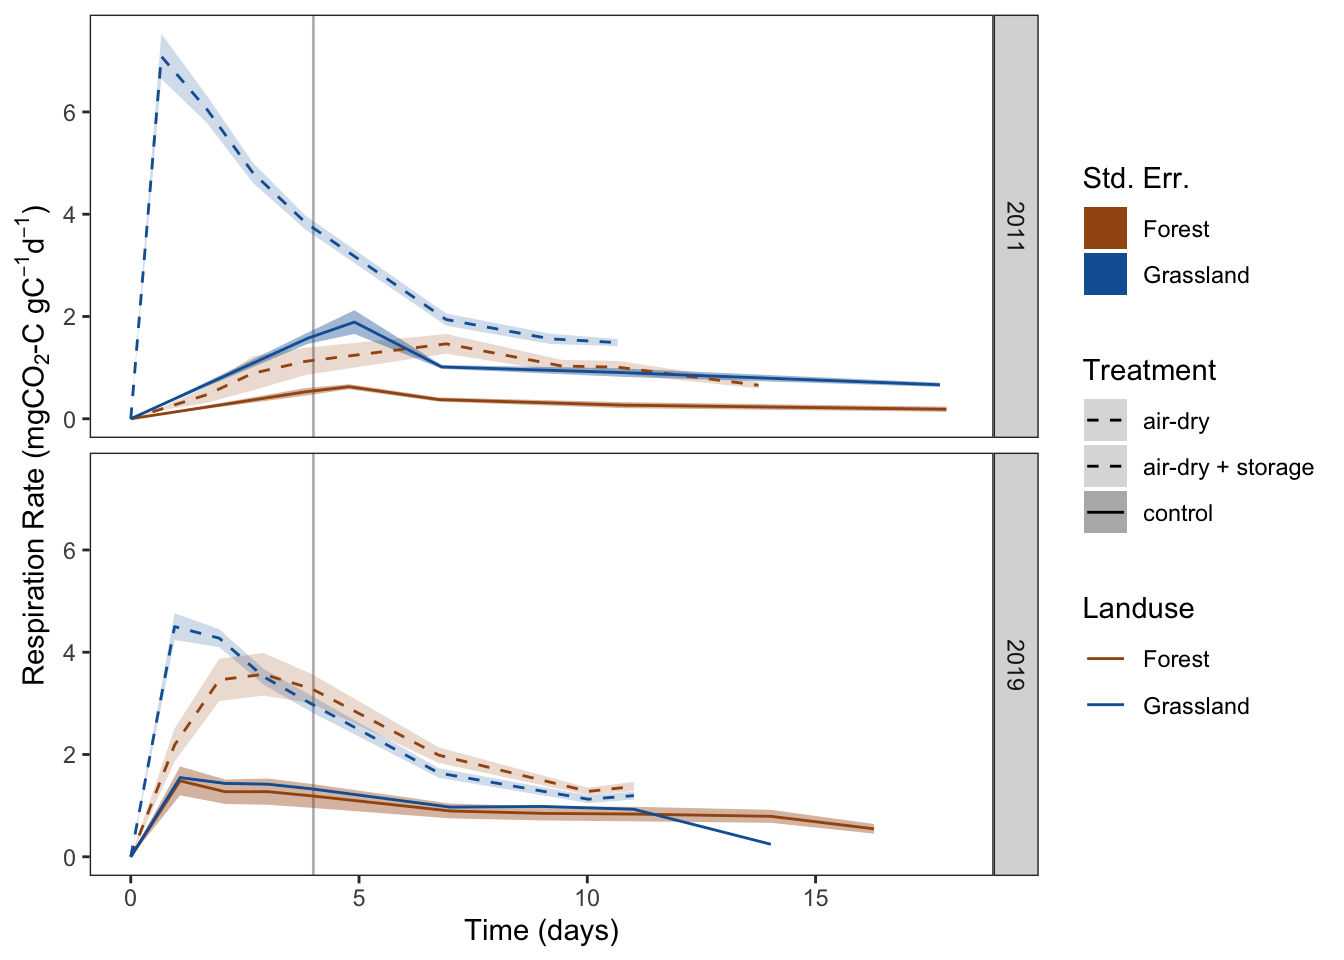 Respiration Rate (mgCO₂-C gC⁻¹d⁻¹)
6
4
2
0
2011
6
4
2
0
2019
0 5 10 15
Time (days)
Std. Err.
Forest
Grassland
Treatment
air-dry
air-dry + storage
control
Landuse
Forest
Grassland